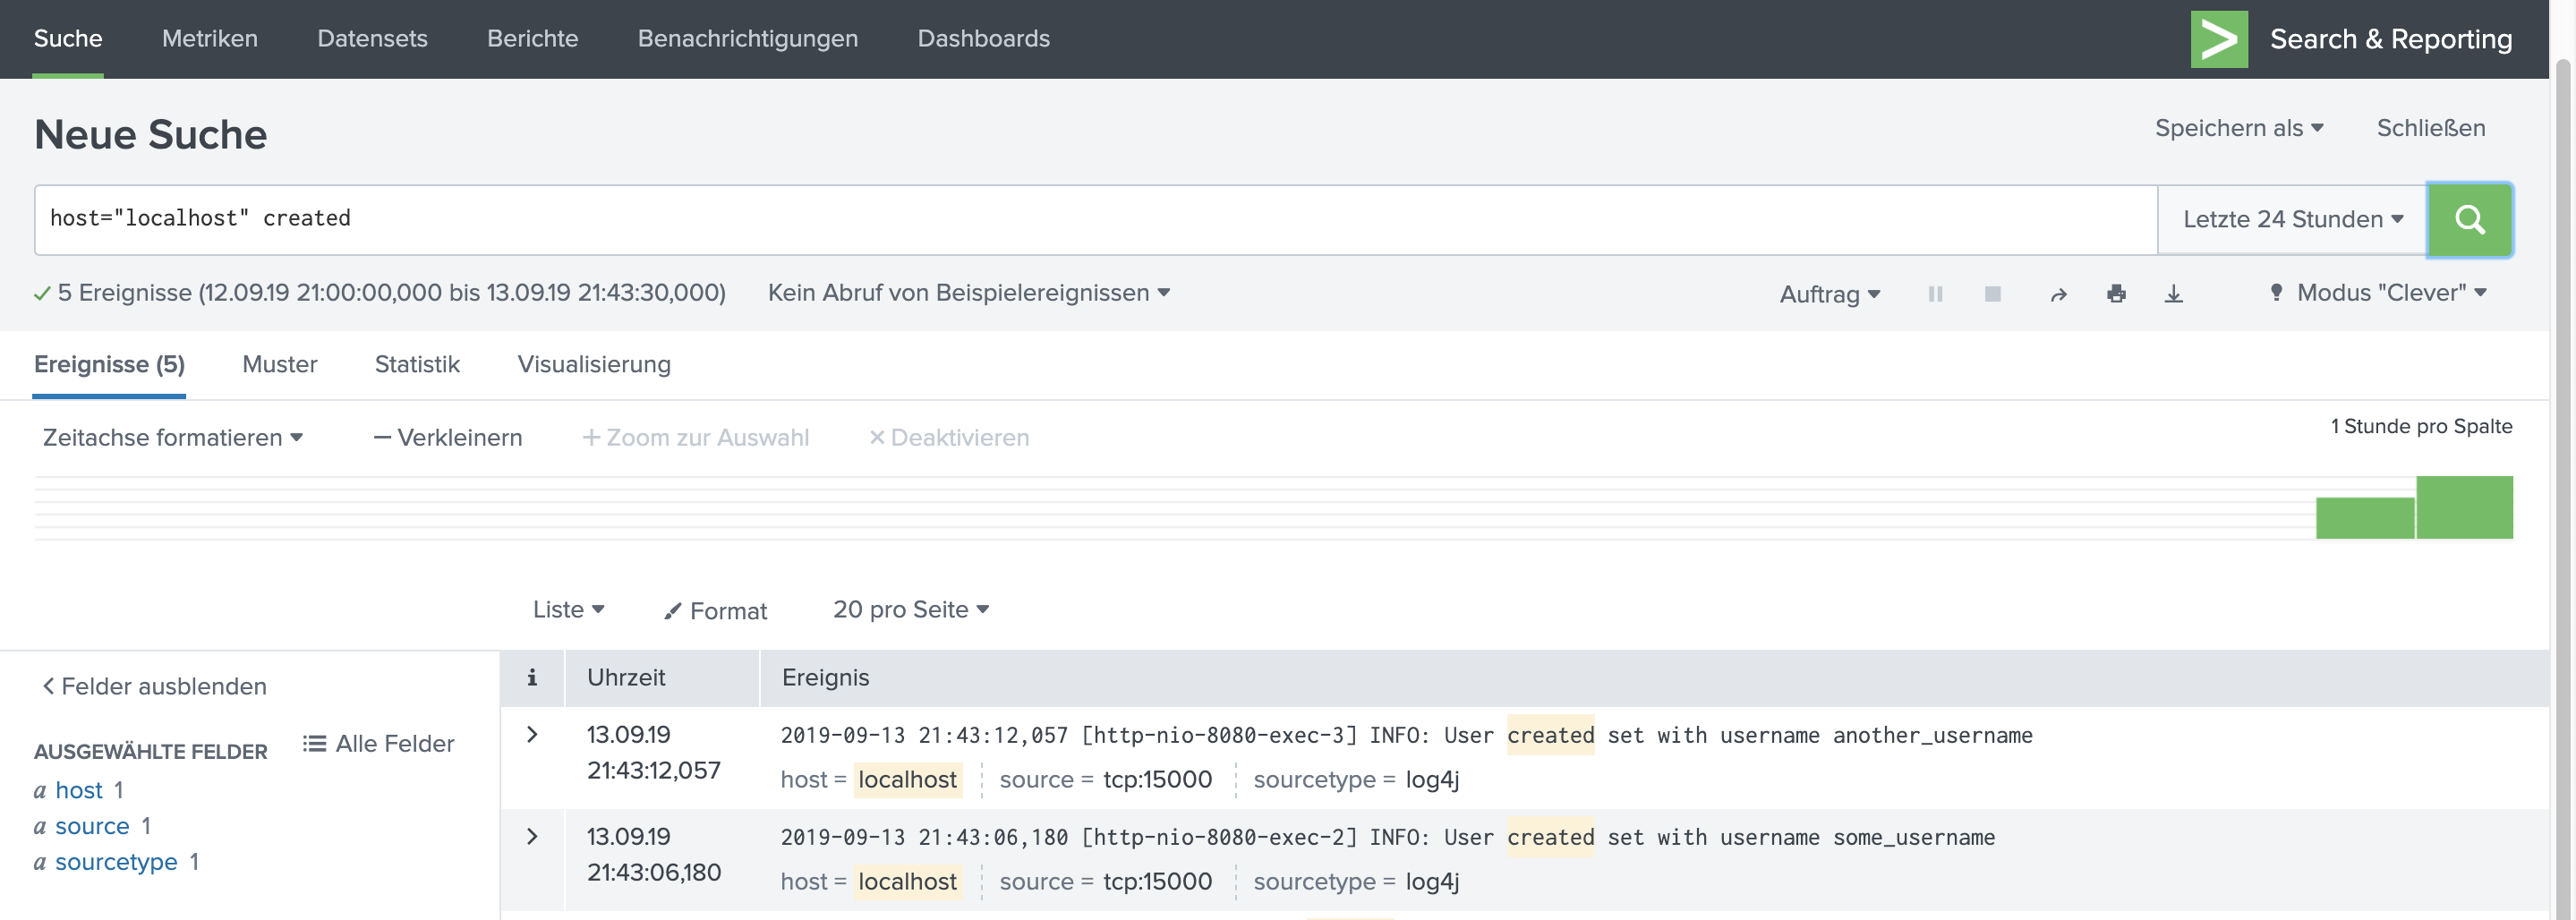 Suche Metriken Datensets Berichte Benachrichtigungen Dashboards Search & Reporting
Neue Suche
Speichern als Schließen
host="localhost" created
Letzte 24 Stunden
5 Ereignisse (12.09.19 21:00:00,000 bis 13.09.19 21:43:30,000) Kein Abruf von Beispielereignissen Auftrag Modus "Clever"
Ereignisse (5) Muster Statistik Visualisierung
Zeitachse formatieren — Verkleinern + Zoom zur Auswahl × Deaktivieren 1 Stunde pro Spalte
Liste Format 20 pro Seite
< Felder ausblenden
AUSGEWÄHLTE FELDER Alle Felder
a host 1
a source 1
a sourcetype 1
i Uhrzeit Ereignis
> 13.09.19
21:43:12,057
2019-09-13 21:43:12,057 [http-nio-8080-exec-3] INFO: User created set with username another_username
host = localhost source = tcp:15000 sourcetype = log4j
> 13.09.19
21:43:06,180
2019-09-13 21:43:06,180 [http-nio-8080-exec-2] INFO: User created set with username some_username
host = localhost source = tcp:15000 sourcetype = log4j